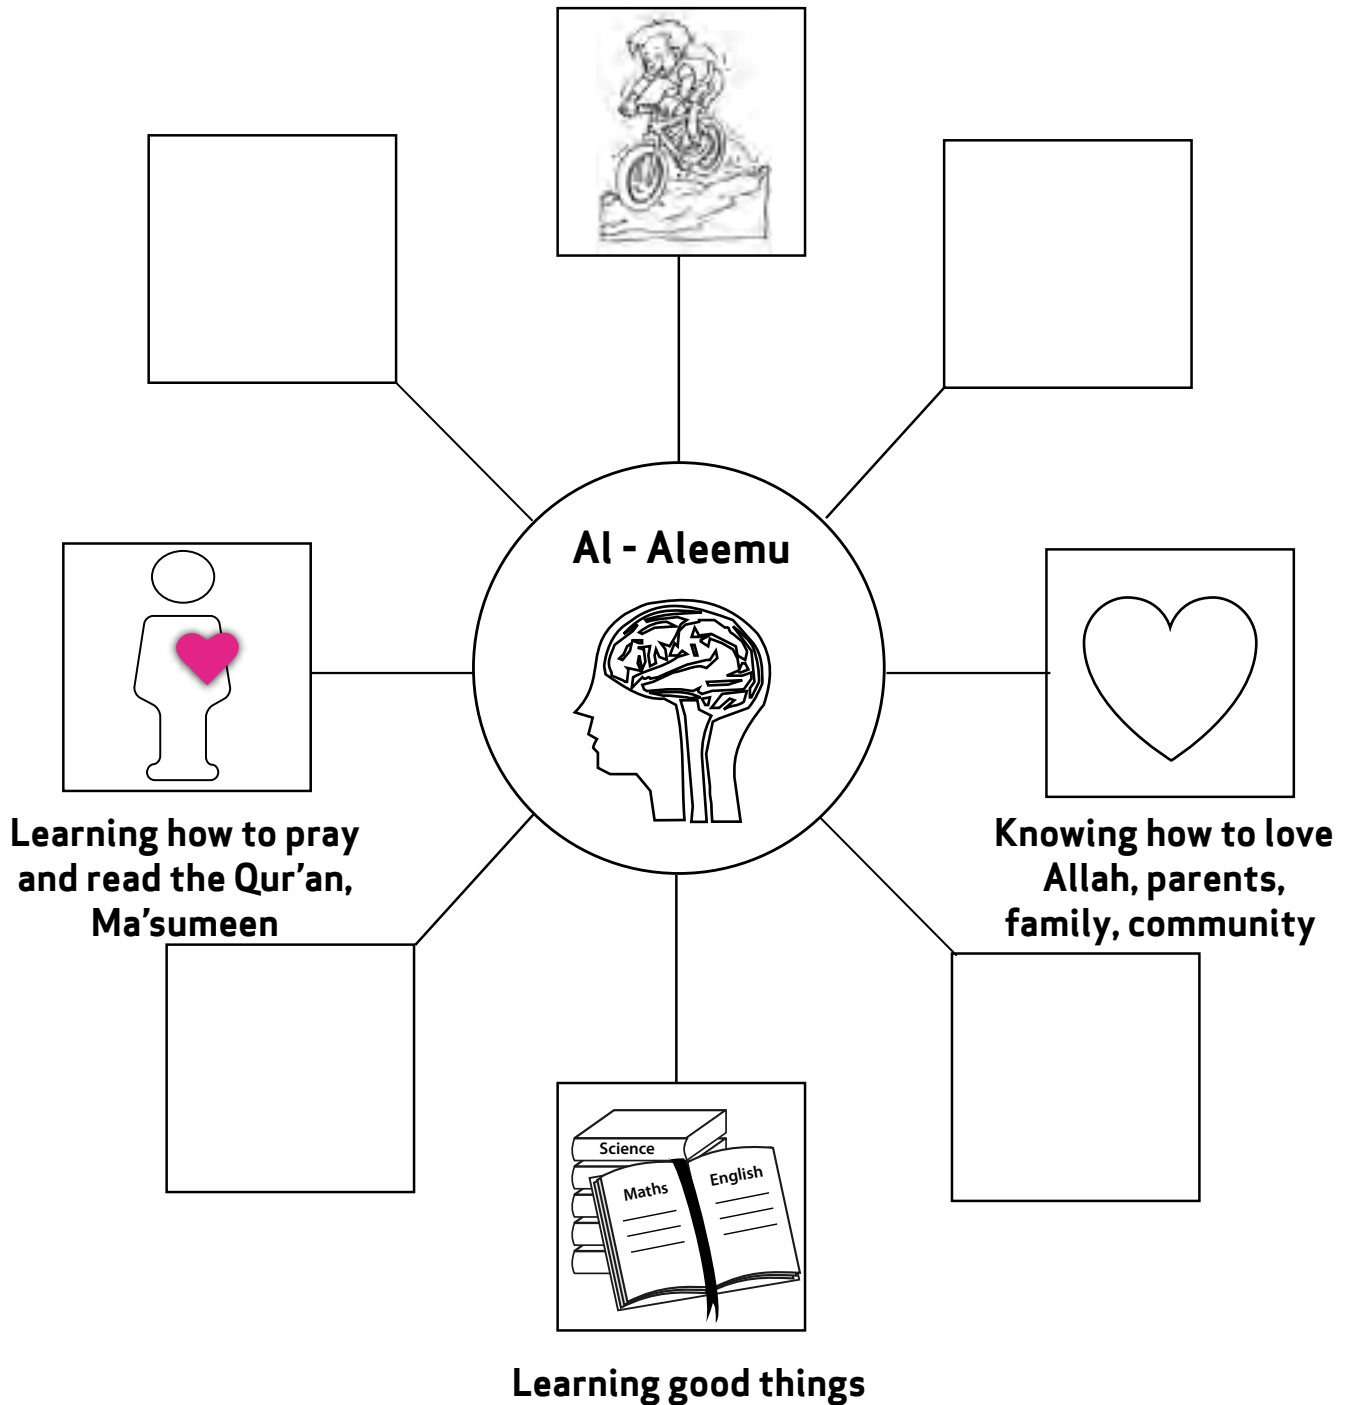 Al - Aleemu
Learning how to pray
and read the Qur’an,
Ma’sumeen
Knowing how to love
Allah, parents,
family, community
Science
Maths
English
Learning good things